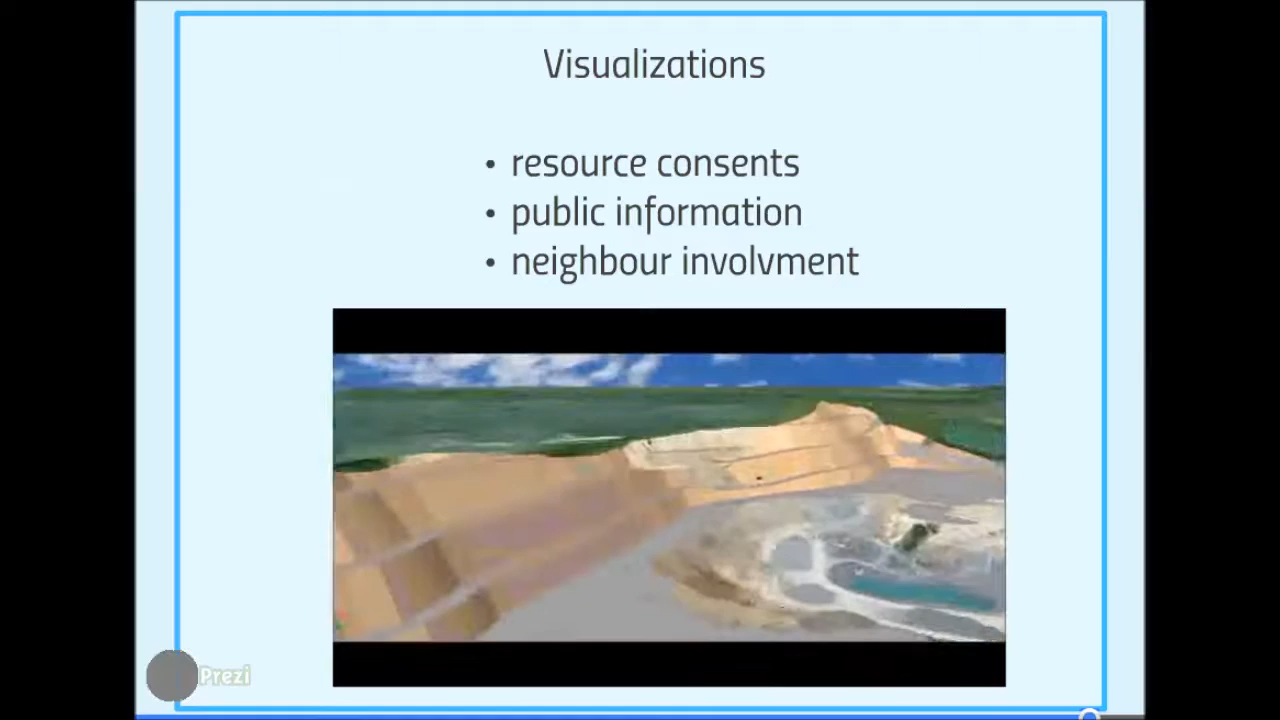 Visualizations
• resource consents
• public information
• neighbour involvment
Prezi